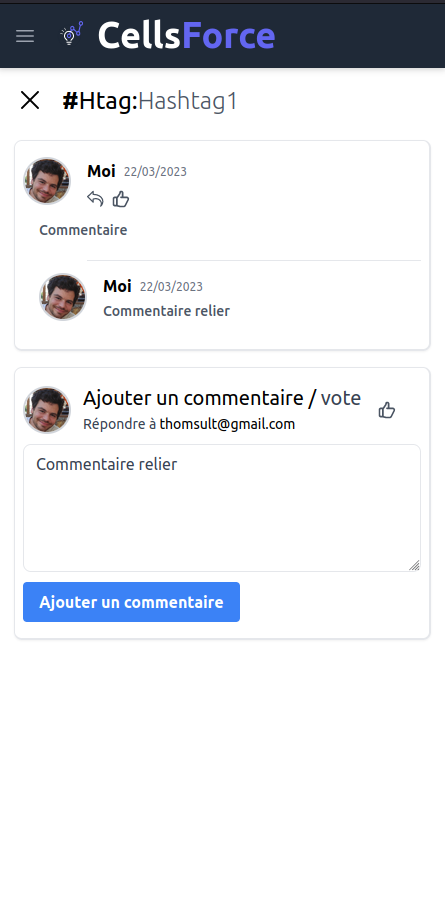 CellsForce
#Htag:Hashtag1
Moi 22/03/2023
Commentaire
Moi 22/03/2023
Commentaire relier
Ajouter un commentaire / vote
Répondre à thomsult@gmail.com
Commentaire relier
Ajouter un commentaire